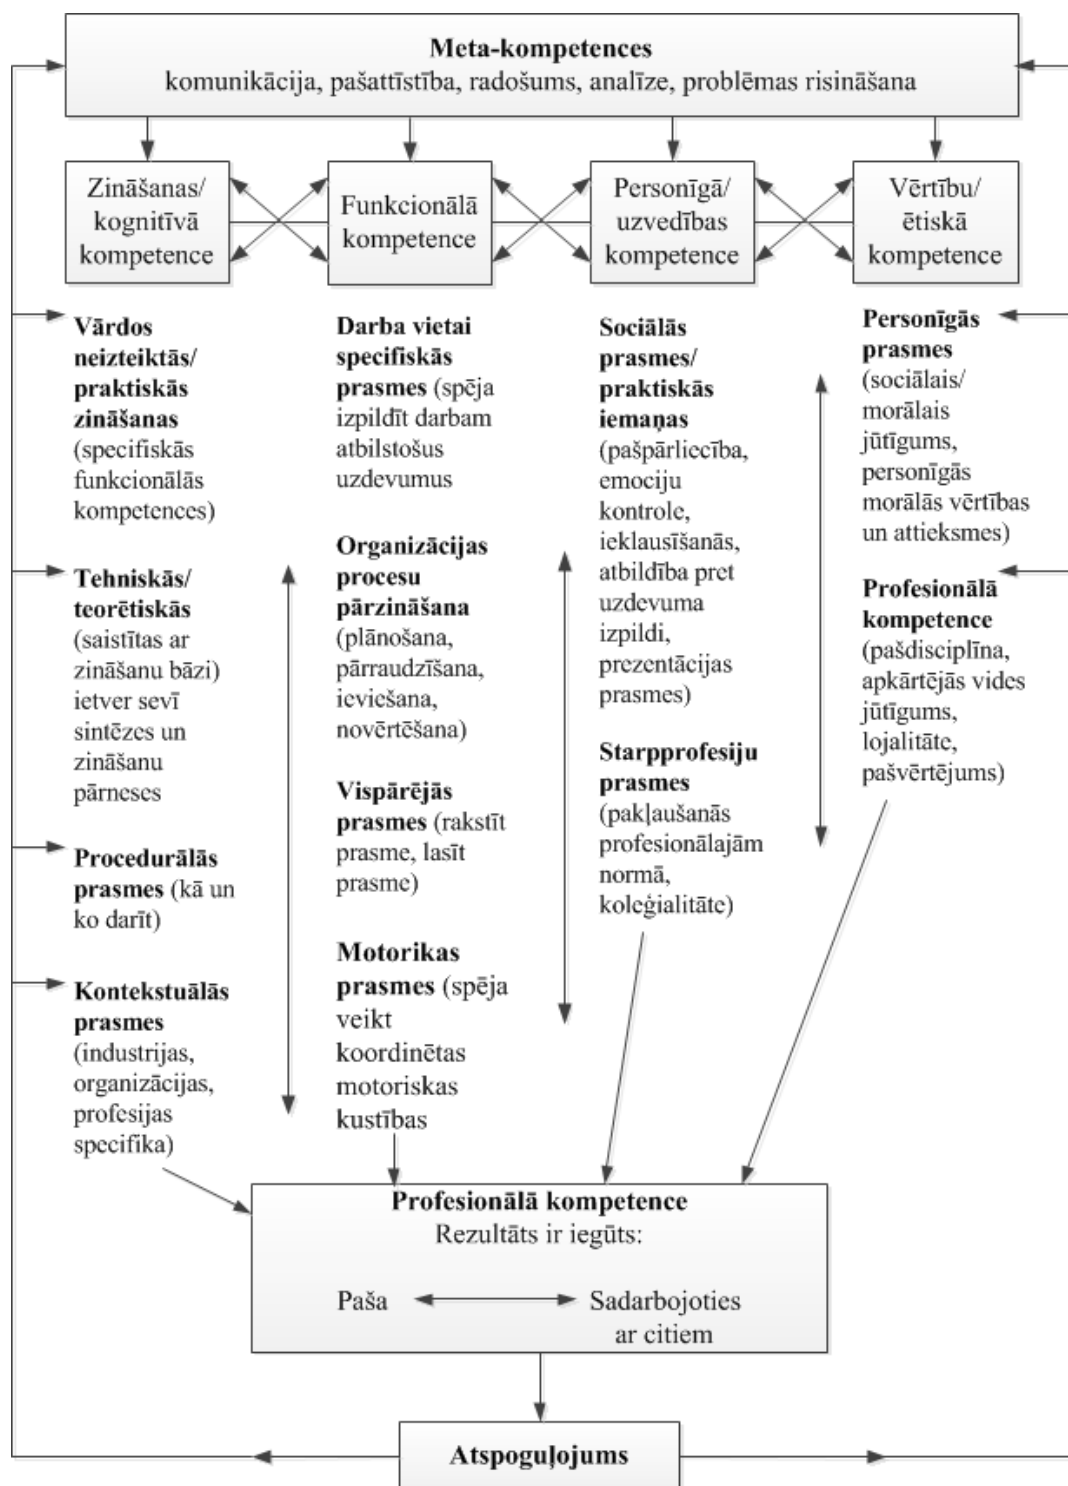 Meta-kompetences
komunikācija, pašattīstība, radošums, analīze, problēmas risināšana
Zināšanas/
kognitīvā
kompetence
Funkcionālā
kompetence
Personīgā/
uzvedības
kompetence
Vērtību/
ētiskā
kompetence
Vārdos
neizteiktās/
praktiskās
zināšanas
(specifiskās
funkcionālās
kompetences)
Tehniskās/
teorētiskās
(saistītas ar
zināšanu bāzi)
ietver sevī
sintēzes un
zināšanu
pārneses
Procedurālās
prasmes (kā un
ko darīt)
Kontekstuālās
prasmes
(industrijas,
organizācijas,
profesijas
specifika)
Darba vietai
specifiskās
prasmes (spēja
izpildīt darbam
atbilstošus
uzdevumus
Organizācijas
procesu
pārzināšana
(plānošana,
pārraudzīšana,
ieviešana,
novērtēšana)
Vispārējās
prasmes (rakstīt
prasme, lasīt
prasme)
Motorikas
prasmes (spēja
veikt
koordinētas
motoriskas
kustības
Sociālās
prasmes/
praktiskās
iemaņas
(pašpārliecība,
emociju
kontrole,
ieklausīšanās,
atbildība pret
uzdevuma
izpildi,
prezentācijas
prasmes)
Starpprofesiju
prasmes
(pakļaušanās
profesionālajām
normā,
koleģialitāte)
Personīgās
prasmes
(sociālais/
morālais
jūtīgums,
personīgās
morālās vērtības
un attieksmes)
Profesionālā
kompetence
(pašdisciplīna,
apkārtējās vides
jūtīgums,
lojalitāte,
pašvērtējums)
Profesionālā kompetence
Rezultāts ir iegūts:
Paša
Sadarbojoties
ar citiem
Atspoguļojums